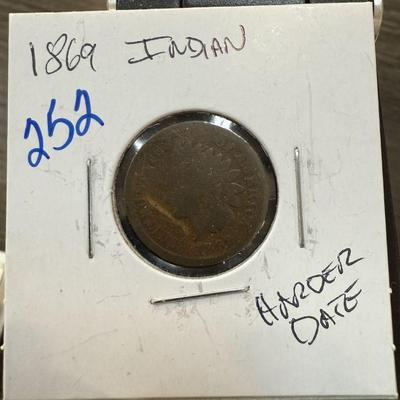 1869 INDIAN
252
HARDER
DATE